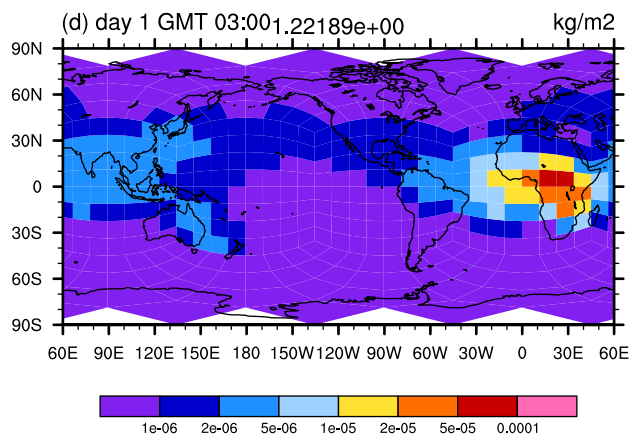 (d) day 1 GMT 03:00 1.22189e+00 kg/m2
90N
60N
30N
0
30S
60S
90S
60E 90E 120E 150E 180 150W 120W 90W 60W 30W 0 30E 60E
1e-06 2e-06 5e-06 1e-05 2e-05 5e-05 0.0001